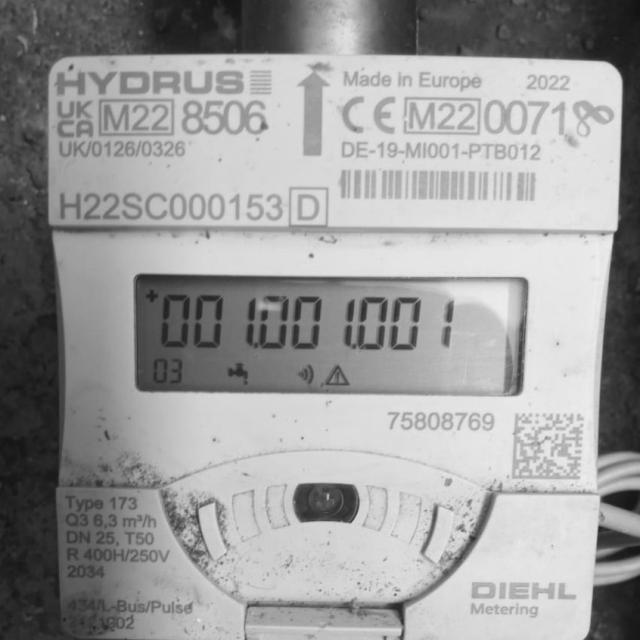 HYDRUS
Made in Europe 2022
UK CA M22 8506
CE M22 0071
UK/0126/0326
DE-19-MI001-PTB012
H22SC000153 D
+001.001.001
03
75808769
Type 173
Q3 6,3 m³/h
DN 25, T50
R 400H/250V
2034
L-Bus/Pulse
DIEHL
Metering